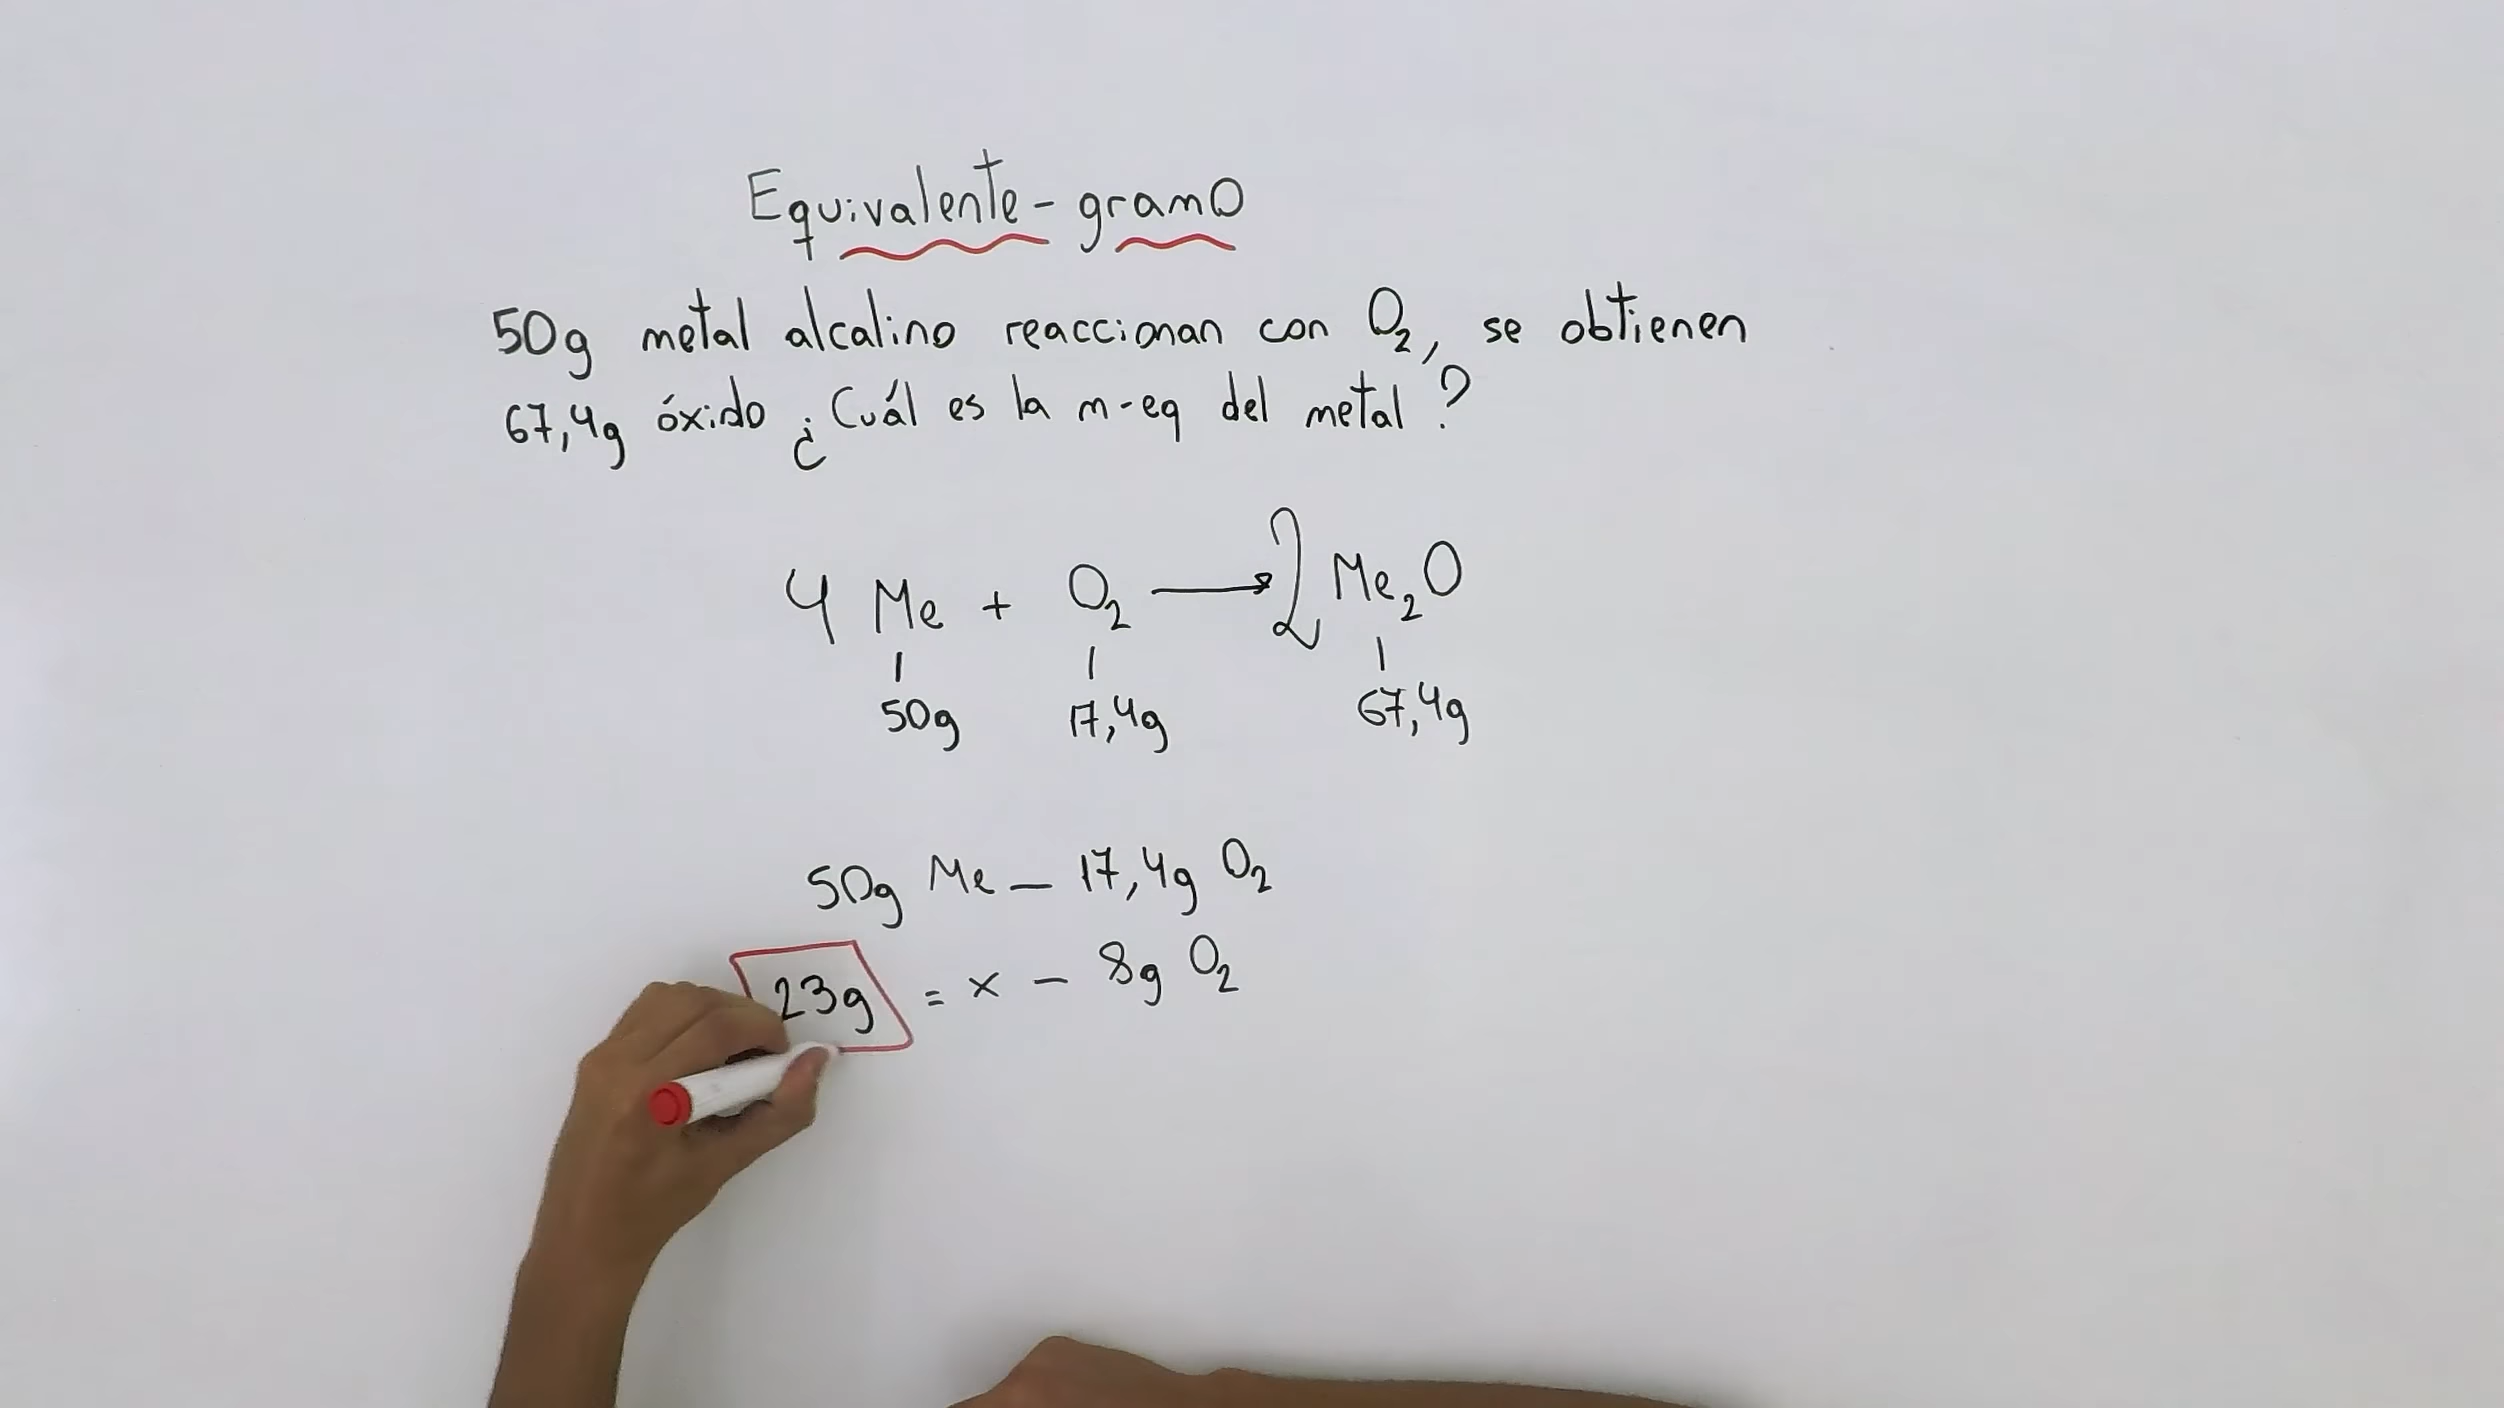 Equivalente-gramo
50g metal alcalino reaccionan con O₂, se obtienen
67,4g óxido ¿Cuál es la m-eq del metal?
4 Me + O₂ → 2 Me₂O
50g 17,4g 67,4g
50g Me — 17,4g O₂
23g = x — 8g O₂